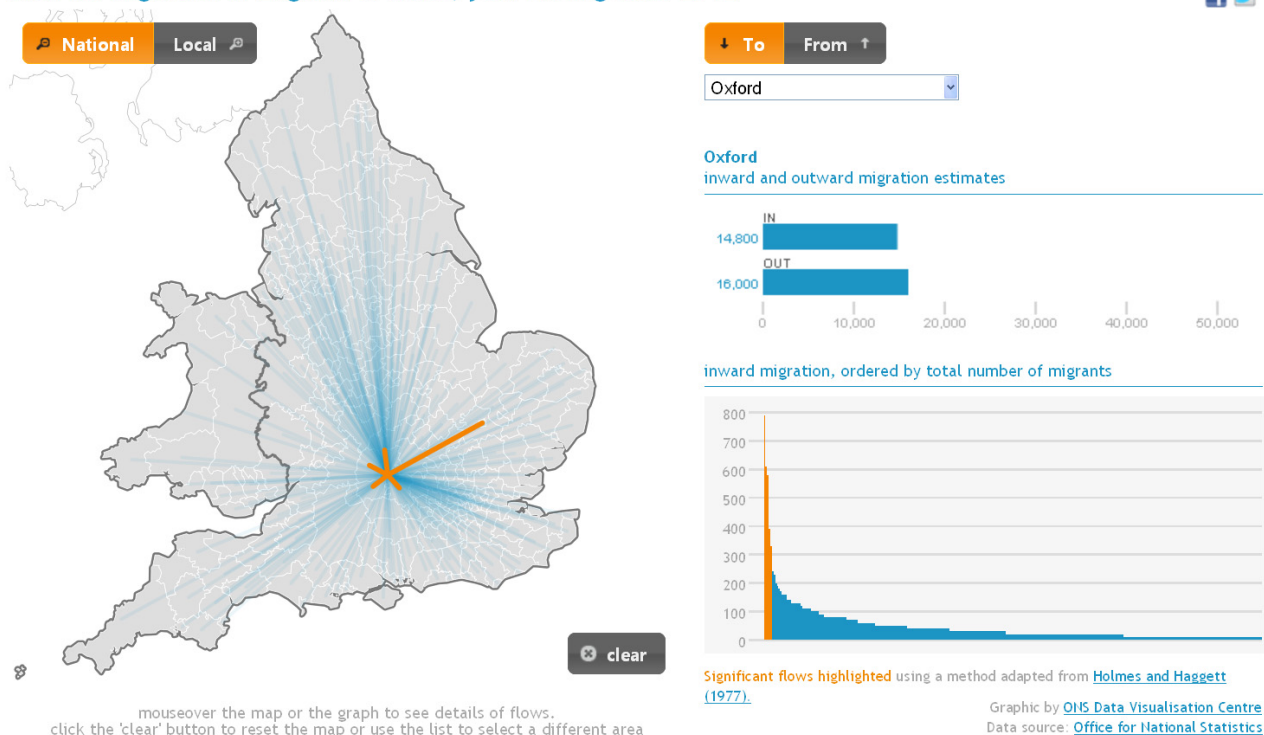 National
Local
To
From
Oxford
Oxford
inward and outward migration estimates
IN
14,800
OUT
16,000
0
10,000
20,000
30,000
40,000
50,000
inward migration, ordered by total number of migrants
800
700
600
500
400
300
200
100
0
clear
Significant flows highlighted using a method adapted from Holmes and Haggett
(1977).
mouseover the map or the graph to see details of flows.
click the 'clear' button to reset the map or use the list to select a different area
Graphic by ONS Data Visualisation Centre
Data source: Office for National Statistics